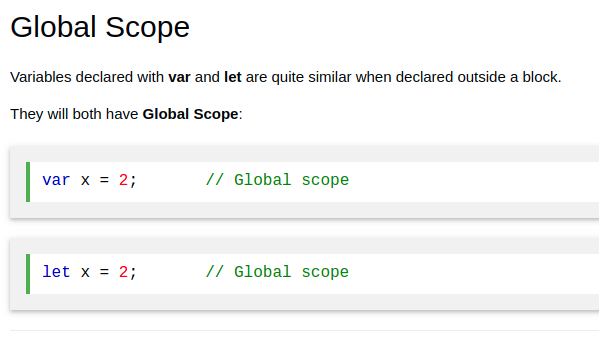 Global Scope
Variables declared with var and let are quite similar when declared outside a block.
They will both have Global Scope:
var x = 2;       // Global scope
let x = 2;       // Global scope